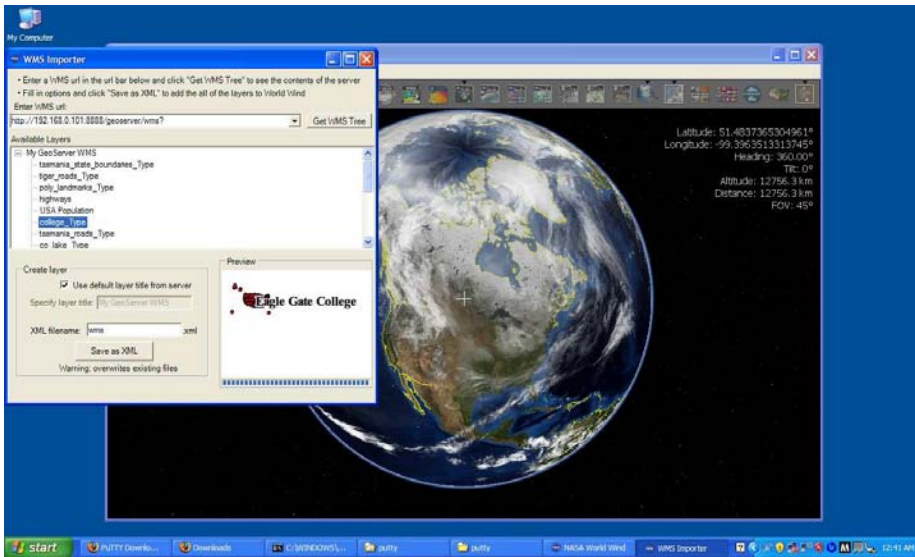 My Computer
WMS Importer
• Enter a WMS url in the url bar below and click "Get WMS Tree" to see the contents of the server
• Fill in options and click "Save as XML" to add the all of the layers to World Wind
Enter WMS url:
http://192.168.0.101:8888/geoserver/wms?
Get WMS Tree
Available Layers
My GeoServer WMS
tasmania_state_boundaries_Type
tiger_roads_Type
poly_landmarks_Type
highways
USA Population
college_Type
tasmania_roads_Type
co_lake_Type
Create layer
Use default layer title from server
Specify layer title: My GeoServer WMS
XML filename: wms .xml
Save as XML
Warning: overwrites existing files
Preview
Eagle Gate College
Latitude: 51.4837365304961°
Longitude: -99.3963513313745°
Heading: 360.00°
Tilt: 0°
Altitude: 12756.3 km
Distance: 12756.3 km
FOV: 45°
start
PuTTY Downlo...
Downloads
C:\WINDOWS\...
putty
putty
NASA World Wind
WMS Importer
12:41 AM